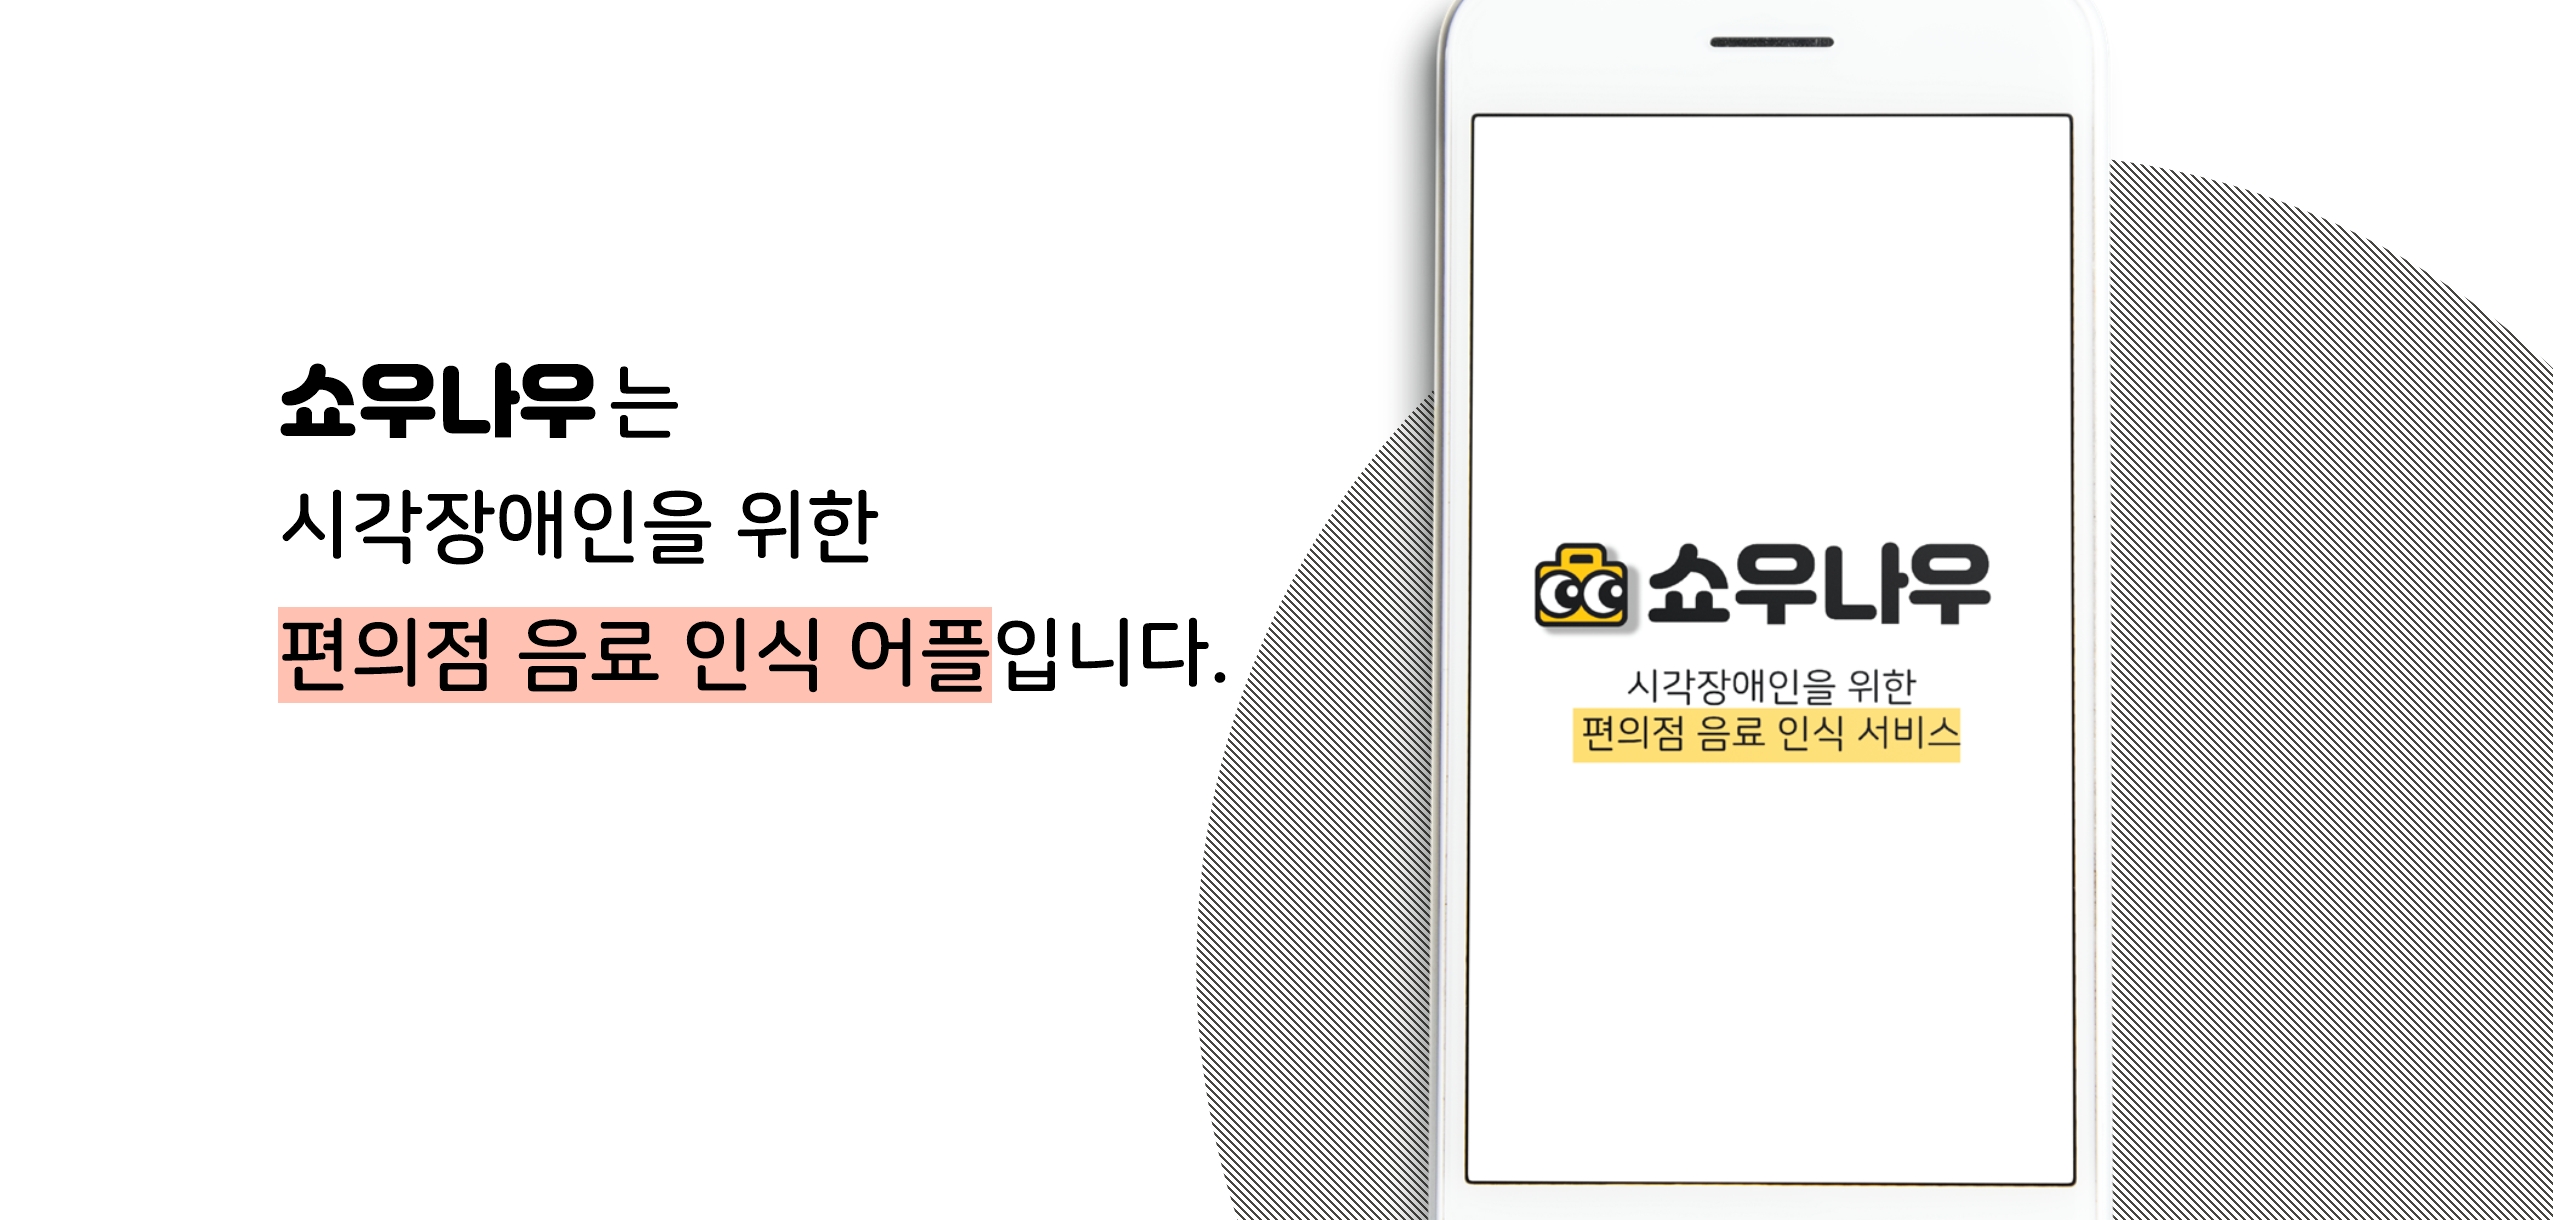 쇼우나우는
시각장애인을 위한
편의점 음료 인식 어플입니다.
쇼우나우
시각장애인을 위한
편의점 음료 인식 서비스